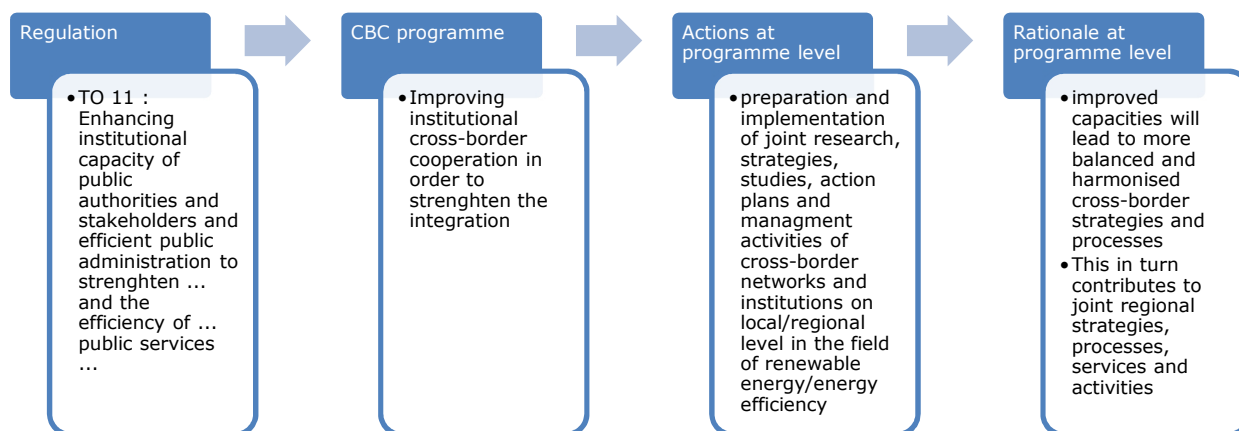 Regulation
• TO 11 :
Enhancing
institutional
capacity of
public
authorities and
stakeholders and
efficient public
administration to
strenghten ...
and the
efficiency of ...
public services
...
CBC programme
• Improving
institutional
cross-border
cooperation in
order to
strenghten the
integration
Actions at
programme level
• preparation and
implementation
of joint research,
strategies,
studies, action
plans and
managment
activities of
cross-border
networks and
institutions on
local/regional
level in the field
of renewable
energy/energy
efficiency
Rationale at
programme level
• improved
capacities will
lead to more
balanced and
harmonised
cross-border
strategies and
processes
• This in turn
contributes to
joint regional
strategies,
processes,
services and
activities